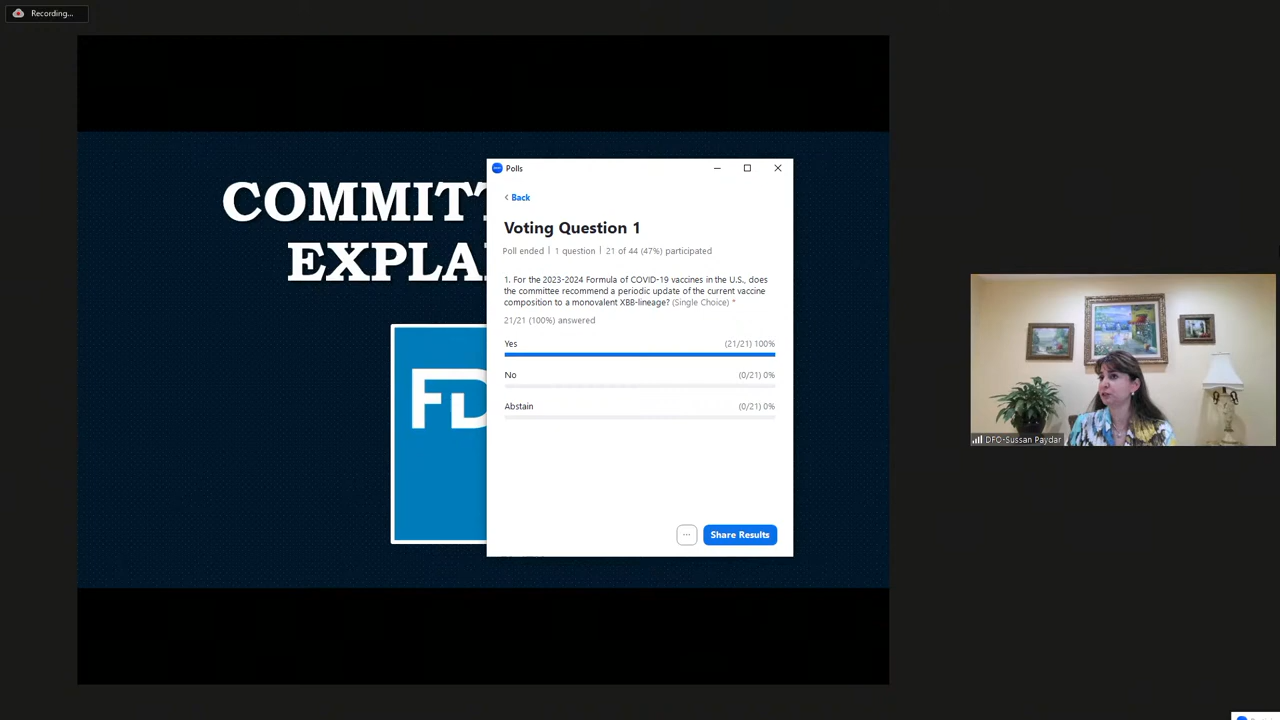 Recording...
COMMITT
EXPLA
FD
Polls
Back
Voting Question 1
Poll ended | 1 question | 21 of 44 (47%) participated
1. For the 2023-2024 Formula of COVID-19 vaccines in the U.S., does
the committee recommend a periodic update of the current vaccine
composition to a monovalent XBB-lineage? (Single Choice) *
21/21 (100%) answered
Yes (21/21) 100%
No (0/21) 0%
Abstain (0/21) 0%
... Share Results
DFO-Sussan Paydar